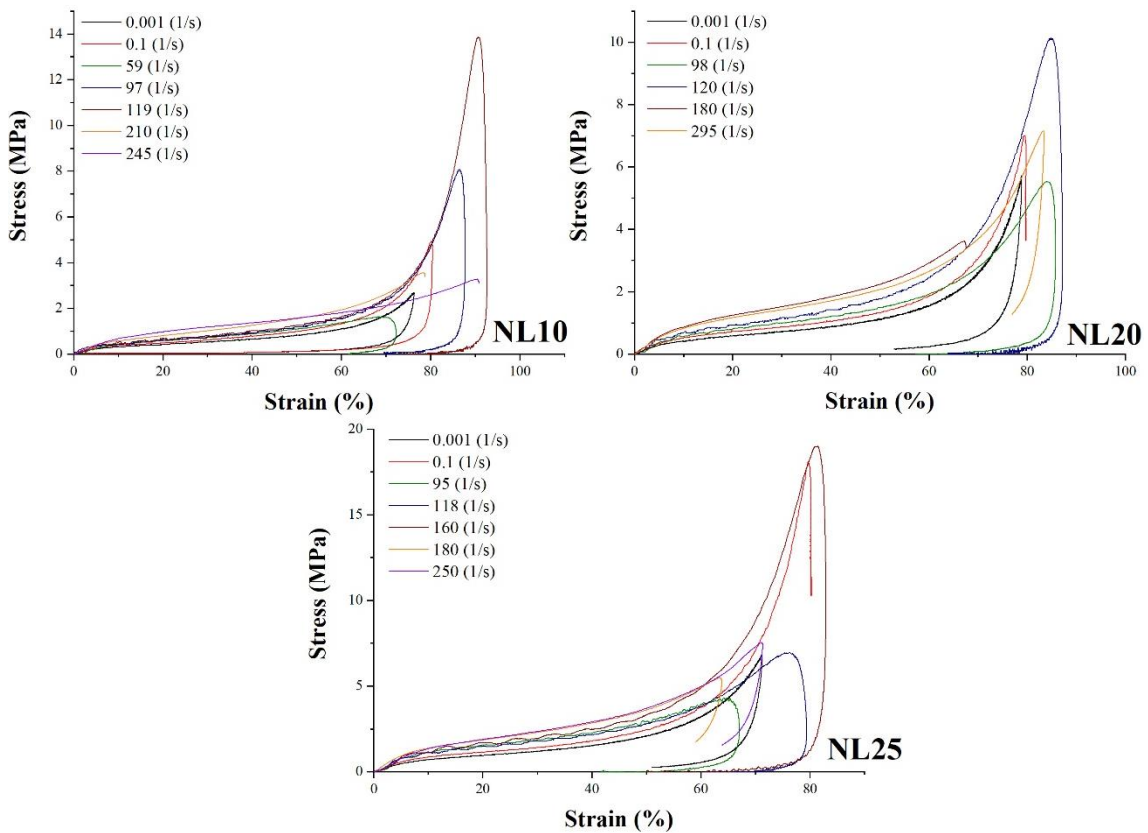 0.001 (1/s)
0.1 (1/s)
59 (1/s)
97 (1/s)
119 (1/s)
210 (1/s)
245 (1/s)
14
12
10
8
6
4
2
0
Stress (MPa)
0 20 40 60 80 100
Strain (%)
NL10
0.001 (1/s)
0.1 (1/s)
98 (1/s)
120 (1/s)
180 (1/s)
295 (1/s)
10
8
6
4
2
0
Stress (MPa)
0 20 40 60 80 100
Strain (%)
NL20
0.001 (1/s)
0.1 (1/s)
95 (1/s)
118 (1/s)
160 (1/s)
180 (1/s)
250 (1/s)
20
15
10
5
0
Stress (MPa)
0 20 40 60 80
Strain (%)
NL25